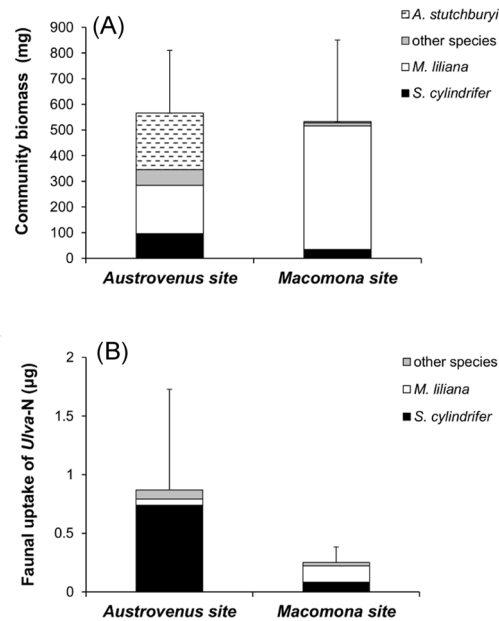 (A)
A. stutchburyi
other species
M. liliana
S. cylindrifer
Community biomass (mg)
900
800
700
600
500
400
300
200
100
0
Austrovenus site
Macomona site
(B)
other species
M. liliana
S. cylindrifer
Faunal uptake of Ulva-N (µg)
2
1.5
1
0.5
0
Austrovenus site
Macomona site